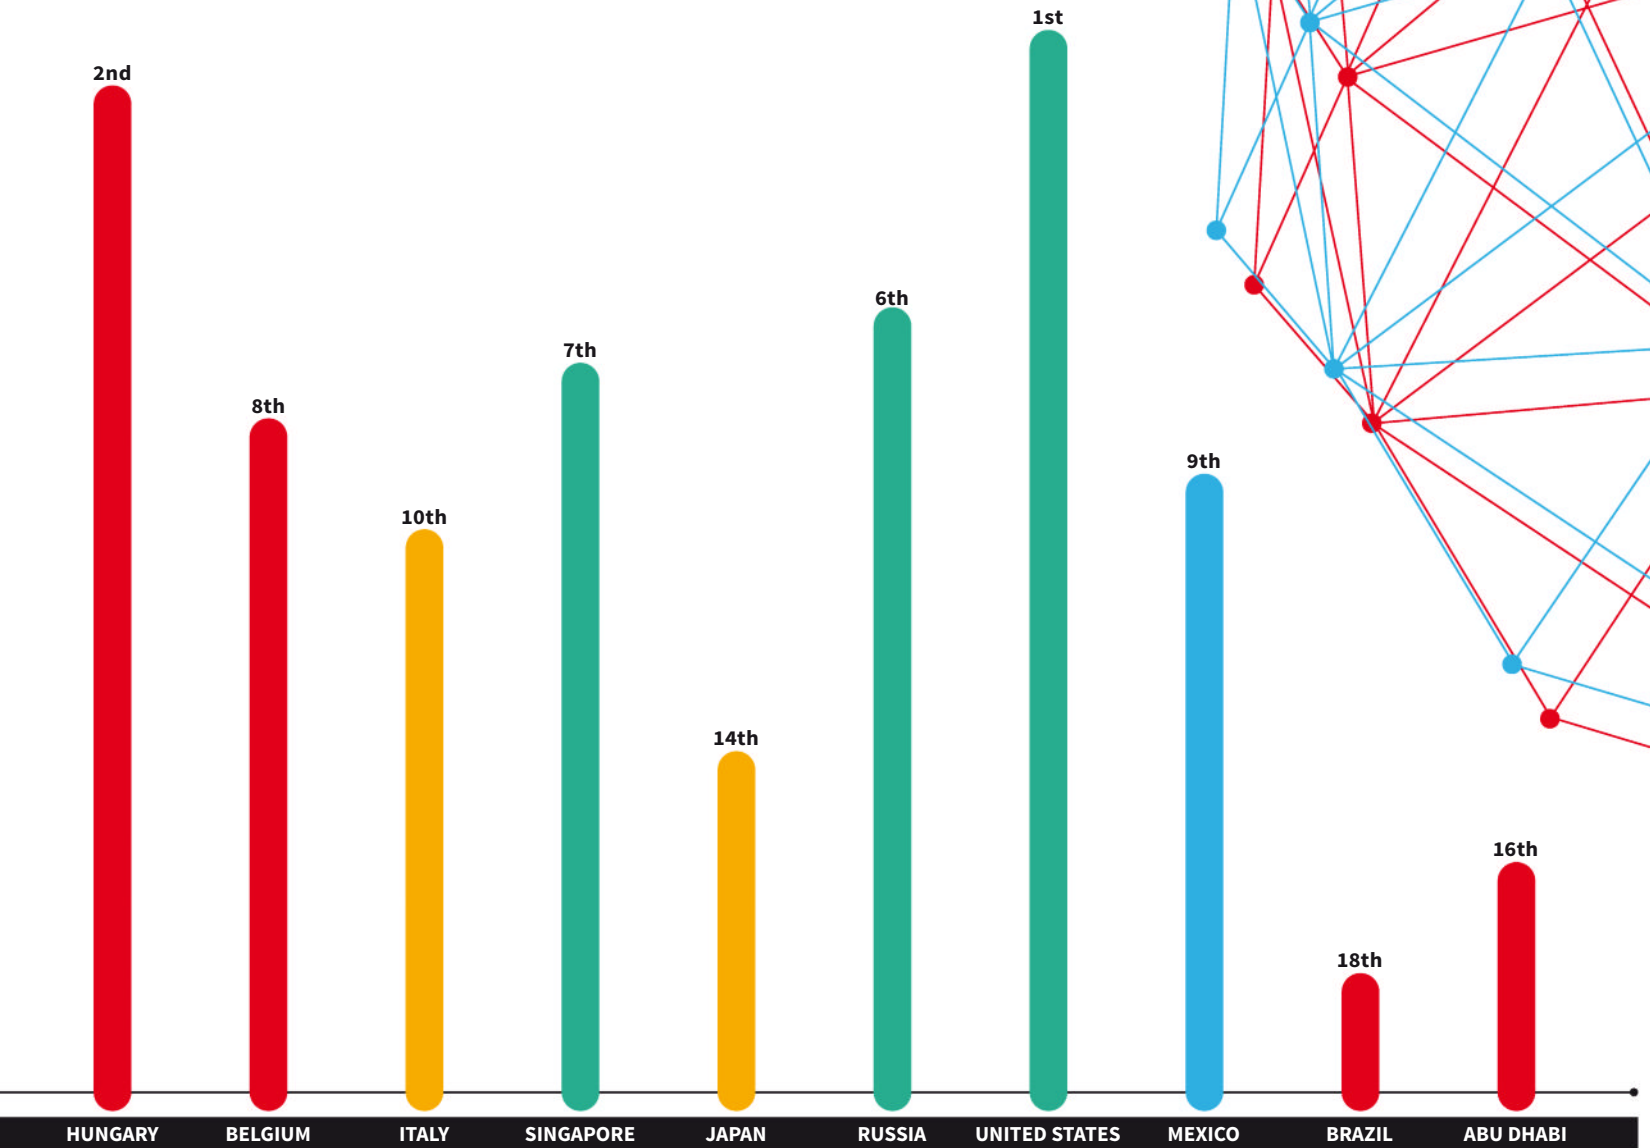 1st
2nd
6th
7th
8th
9th
10th
14th
16th
18th
HUNGARY BELGIUM ITALY SINGAPORE JAPAN RUSSIA UNITED STATES MEXICO BRAZIL ABU DHABI